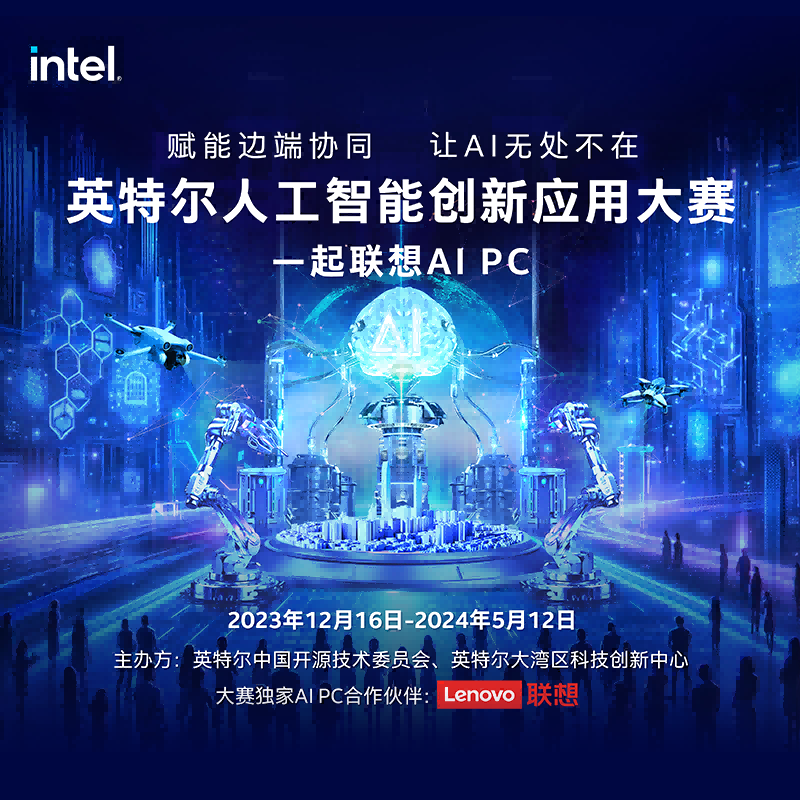 intel
赋能边端协同 让AI无处不在
英特尔人工智能创新应用大赛
一起联想AI PC
AI
2023年12月16日-2024年5月12日
主办方：英特尔中国开源技术委员会、英特尔大湾区科技创新中心
大赛独家AI PC合作伙伴：Lenovo 联想